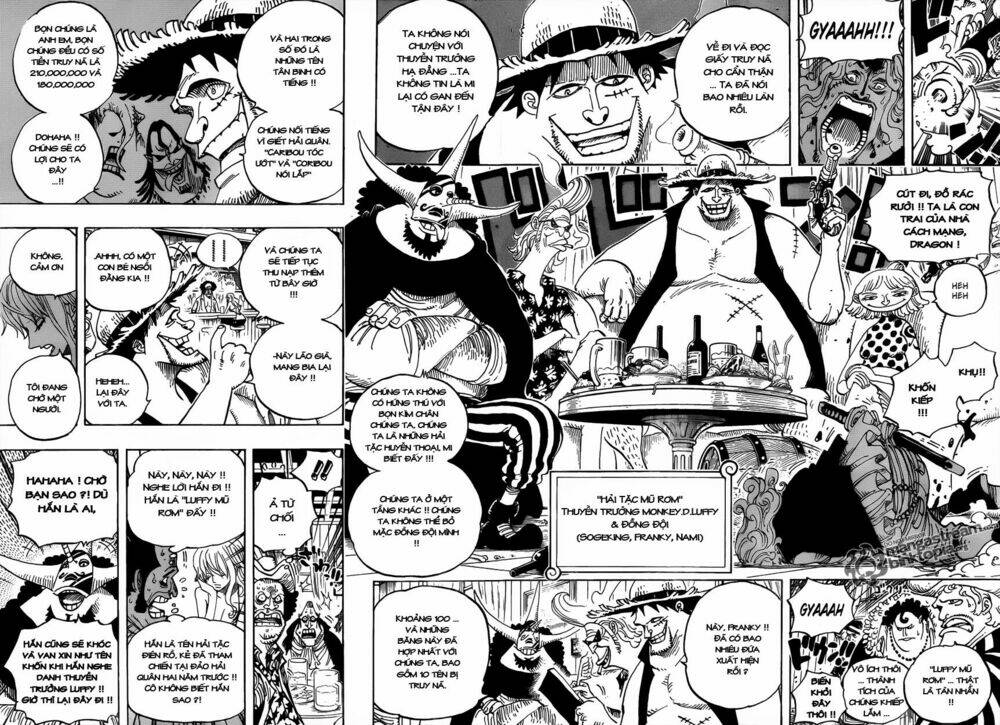 GYAAAHH!!!
VỀ ĐI VÀ ĐỌC
GIẤY TRUY NÃ
CHO CẨN THẬN
... TA ĐÃ NÓI
BAO NHIÊU LẦN
RỒI.
TA KHÔNG NÓI
CHUYỆN VỚI
THUYỀN TRƯỞNG
HẠ ĐẲNG ...TA
KHÔNG TIN LÀ MI
LẠI CÓ GAN ĐẾN
TẬN ĐÂY !
CÚT ĐI, ĐỒ RÁC
RƯỞI !! TA LÀ CON
TRAI CỦA NHÀ
CÁCH MẠNG,
DRAGON !
HEH
HEH
KHỤ!!
KHỐN
KIẾP
!!!
CHÚNG TA KHÔNG
CÓ HỨNG THÚ VỚI
BỌN KÌM CHÂN
CHÚNG TA,
CHÚNG TA LÀ
NHỮNG HẢI
TẶC HUYỀN THOẠI, MI
BIẾT ĐẤY !!!
CHÚNG TA Ở MỘT
TẦNG KHÁC !! CHÚNG
TA KHÔNG THỂ BỎ
MẶC ĐỒNG ĐỘI MÌNH
!!
"HẢI TẶC MŨ RƠM"
THUYỀN TRƯỞNG MONKEY.D.LUFFY
& ĐỒNG ĐỘI
(SOGEKING, FRANKY, NAMI)
GYAAAH
BIẾN
KHỎI
ĐÂY
THÔI !!
"LUFFY MŨ
RƠM" ... THẬT
LÀ TÀN NHẪN
VÔ ÍCH THÔI
... THÀNH
TÍCH CỦA
CHÚNG KHIẾP
LẮM ...
NÀY, FRANKY !!
ĐÃ CÓ BAO
NHIÊU ĐỨA
XUẤT HIỆN
RỒI ?
KHOẢNG 100
... VÀ NHỮNG
BĂNG NÀY ĐÃ
HỢP NHẤT VỚI
CHÚNG TA, BAO
GỒM 10 TÊN BỊ
TRUY NÃ.
VÀ HAI TRONG
SỐ ĐÓ LÀ
NHỮNG TÊN
TÂN BINH CÓ
TIẾNG !!
CHÚNG NỔI TIẾNG
VÌ GIẾT HẢI QUÂN.
"CARIBOU TÓC
ƯỚT" VÀ "CORIBOU
NÓI LẮP"
BỌN CHÚNG LÀ
ANH EM, BỌN
CHÚNG ĐỀU CÓ SỐ
TIỀN TRUY NÃ LÀ
210,000,000 VÀ
180,000,000
DOHAHA !!
CHÚNG SẼ CÓ
LỢI CHO TA
ĐÂY
...!!
VÀ CHÚNG TA
SẼ TIẾP TỤC
THU NẠP THÊM
TỪ BÂY GIỜ
!!!
-NÀY LÃO GIÀ,
MANG BIA LẠI
ĐÂY !!
AHHH, CÓ MỘT
CON BÉ NGỒI
ĐẰNG KIA !!
HEHEH...
LẠI ĐÂY
VỚI TA.
KHÔNG,
CẢM ƠN
TÔI ĐANG
CHỜ MỘT
NGƯỜI.
Ả TỪ
CHỐI
...
NÀY, NÀY, NÀY !!
NGHE LỜI HẮN ĐI !!
HẮN LÀ "LUFFY MŨ
RƠM" ĐẤY !!
HẮN LÀ TÊN HẢI TẶC
ĐIÊN RỒ, KẺ ĐÃ THAM
CHIẾN TẠI ĐẢO HẢI
QUÂN HAI NĂM TRƯỚC !!
CÔ KHÔNG BIẾT HẮN
HAHAHA ! CHỜ
BẠN SAO ?! DÙ
HẮN LÀ AI,
HẮN CŨNG SẼ KHÓC
VÀ VAN XIN NHƯ TÊN
KHỐN KHI HẮN NGHE
DANH THUYỀN
TRƯỞNG LUFFY !!
GIỜ THÌ LẠI ĐÂY ĐI !!